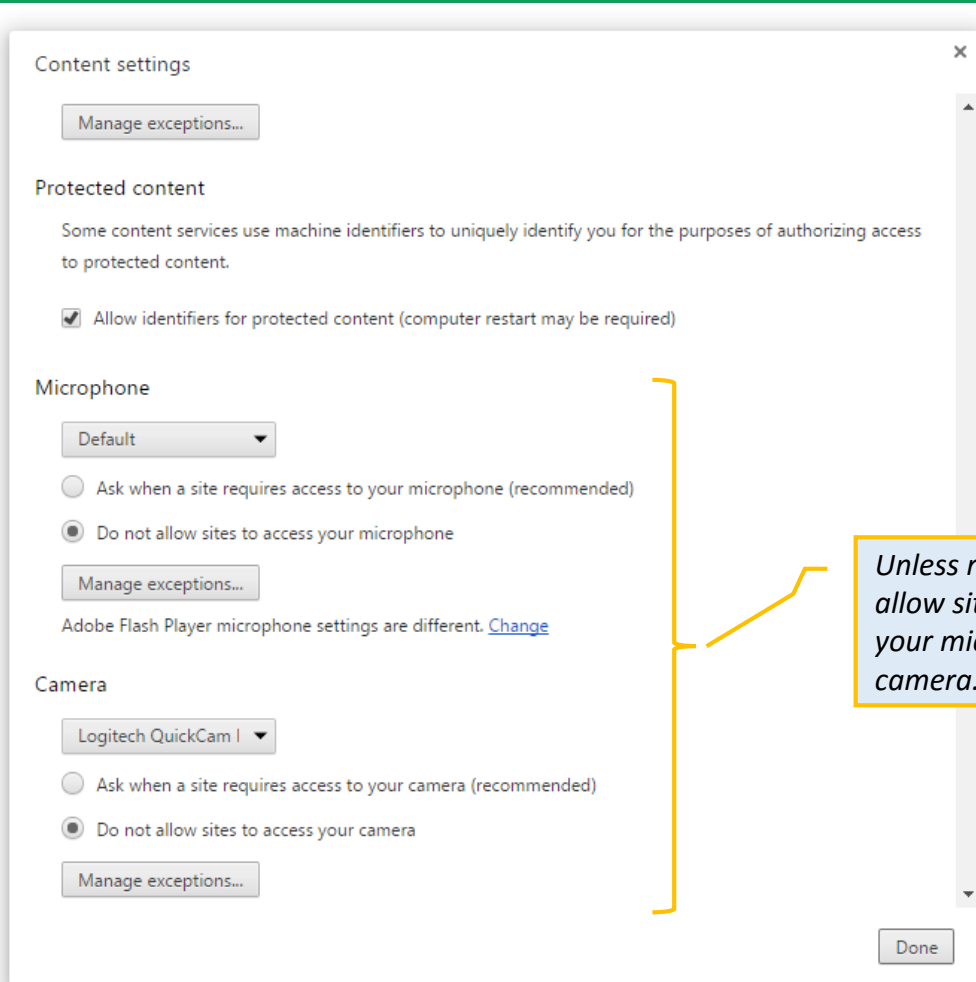 Content settings
Manage exceptions...
Protected content
Some content services use machine identifiers to uniquely identify you for the purposes of authorizing access
to protected content.
Allow identifiers for protected content (computer restart may be required)
Microphone
Default
Ask when a site requires access to your microphone (recommended)
Do not allow sites to access your microphone
Manage exceptions...
Adobe Flash Player microphone settings are different. Change
Unless
allow
your
camera.
Camera
Logitech QuickCam
Ask when a site requires access to your camera (recommended)
Do not allow sites to access your camera
Manage exceptions...
Done